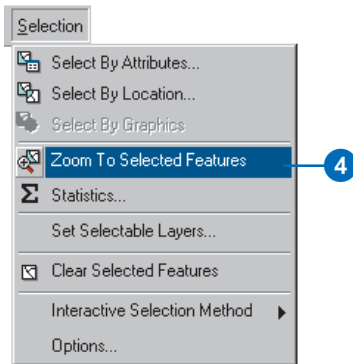 Selection
Select By Attributes...
Select By Location...
Select By Graphics
Zoom To Selected Features
4
Σ Statistics...
Set Selectable Layers...
Clear Selected Features
Interactive Selection Method
Options...